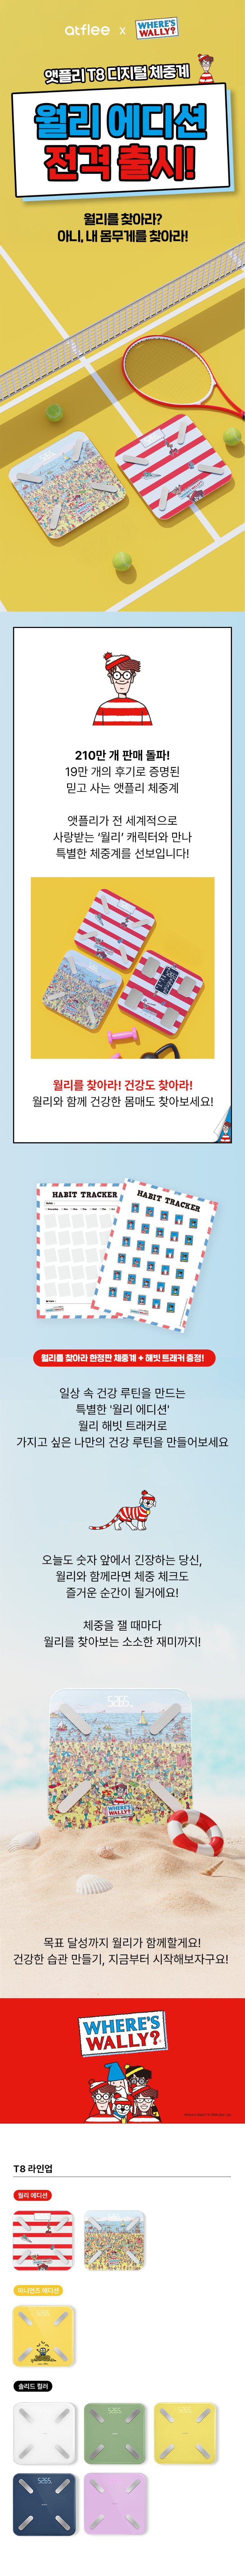 atflee x WHERE'S WALLY?
앳플리 T8 디지털 체중계
월리 에디션
전격 출시!
월리를 찾아라?
아니, 내 몸무게를 찾아라!
210만 개 판매 돌파!
19만 개의 후기로 증명된
믿고 사는 앳플리 체중계
앳플리가 전 세계적으로
사랑받는 ‘월리’ 캐릭터와 만나
특별한 체중계를 선보입니다!
월리를 찾아라! 건강도 찾아라!
월리와 함께 건강한 몸매도 찾아보세요!
HABIT TRACKER
HABIT TRACKER
월리를 찾아라 한정판 체중계 + 해빗 트래커 증정!
일상 속 건강 루틴을 만드는
특별한 '월리 에디션'
월리 해빗 트래커로
가지고 싶은 나만의 건강 루틴을 만들어보세요
오늘도 숫자 앞에서 긴장하는 당신,
월리와 함께라면 체중 체크도
즐거운 순간이 될거에요!
체중을 잴 때마다
월리를 찾아보는 소소한 재미까지!
52.65
WHERE'S WALLY?
목표 달성까지 월리가 함께할게요!
건강한 습관 만들기, 지금부터 시작해보자구요!
WHERE'S
WALLY?
T8 라인업
월리 에디션
미니언즈 에디션
솔리드 컬러